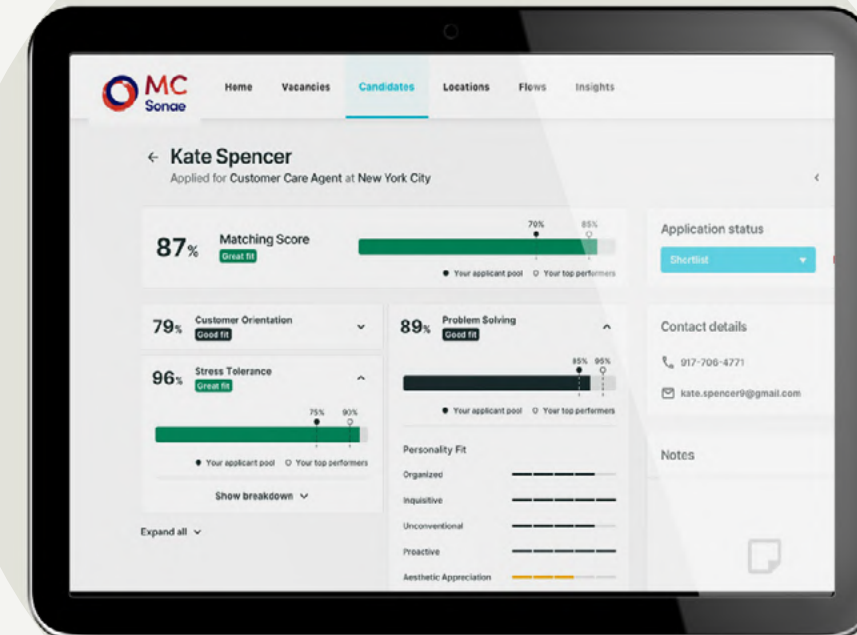 MC
Sonae
Home Vacancies Candidates Locations Flows Insights
← Kate Spencer
Applied for Customer Care Agent at New York City
87% Matching Score
Great fit
70% 85%
Your applicant pool Your top performers
79% Customer Orientation
Good fit
96% Stress Tolerance
Great fit
75% 90%
Your applicant pool Your top performers
Show breakdown
Expand all
89% Problem Solving
Good fit
85% 95%
Your applicant pool Your top performers
Personality Fit
Organized
Inquisitive
Unconventional
Proactive
Aesthetic Appreciation
Application status
Shortlist
Contact details
917-706-4771
kate.spencer9@gmail.com
Notes